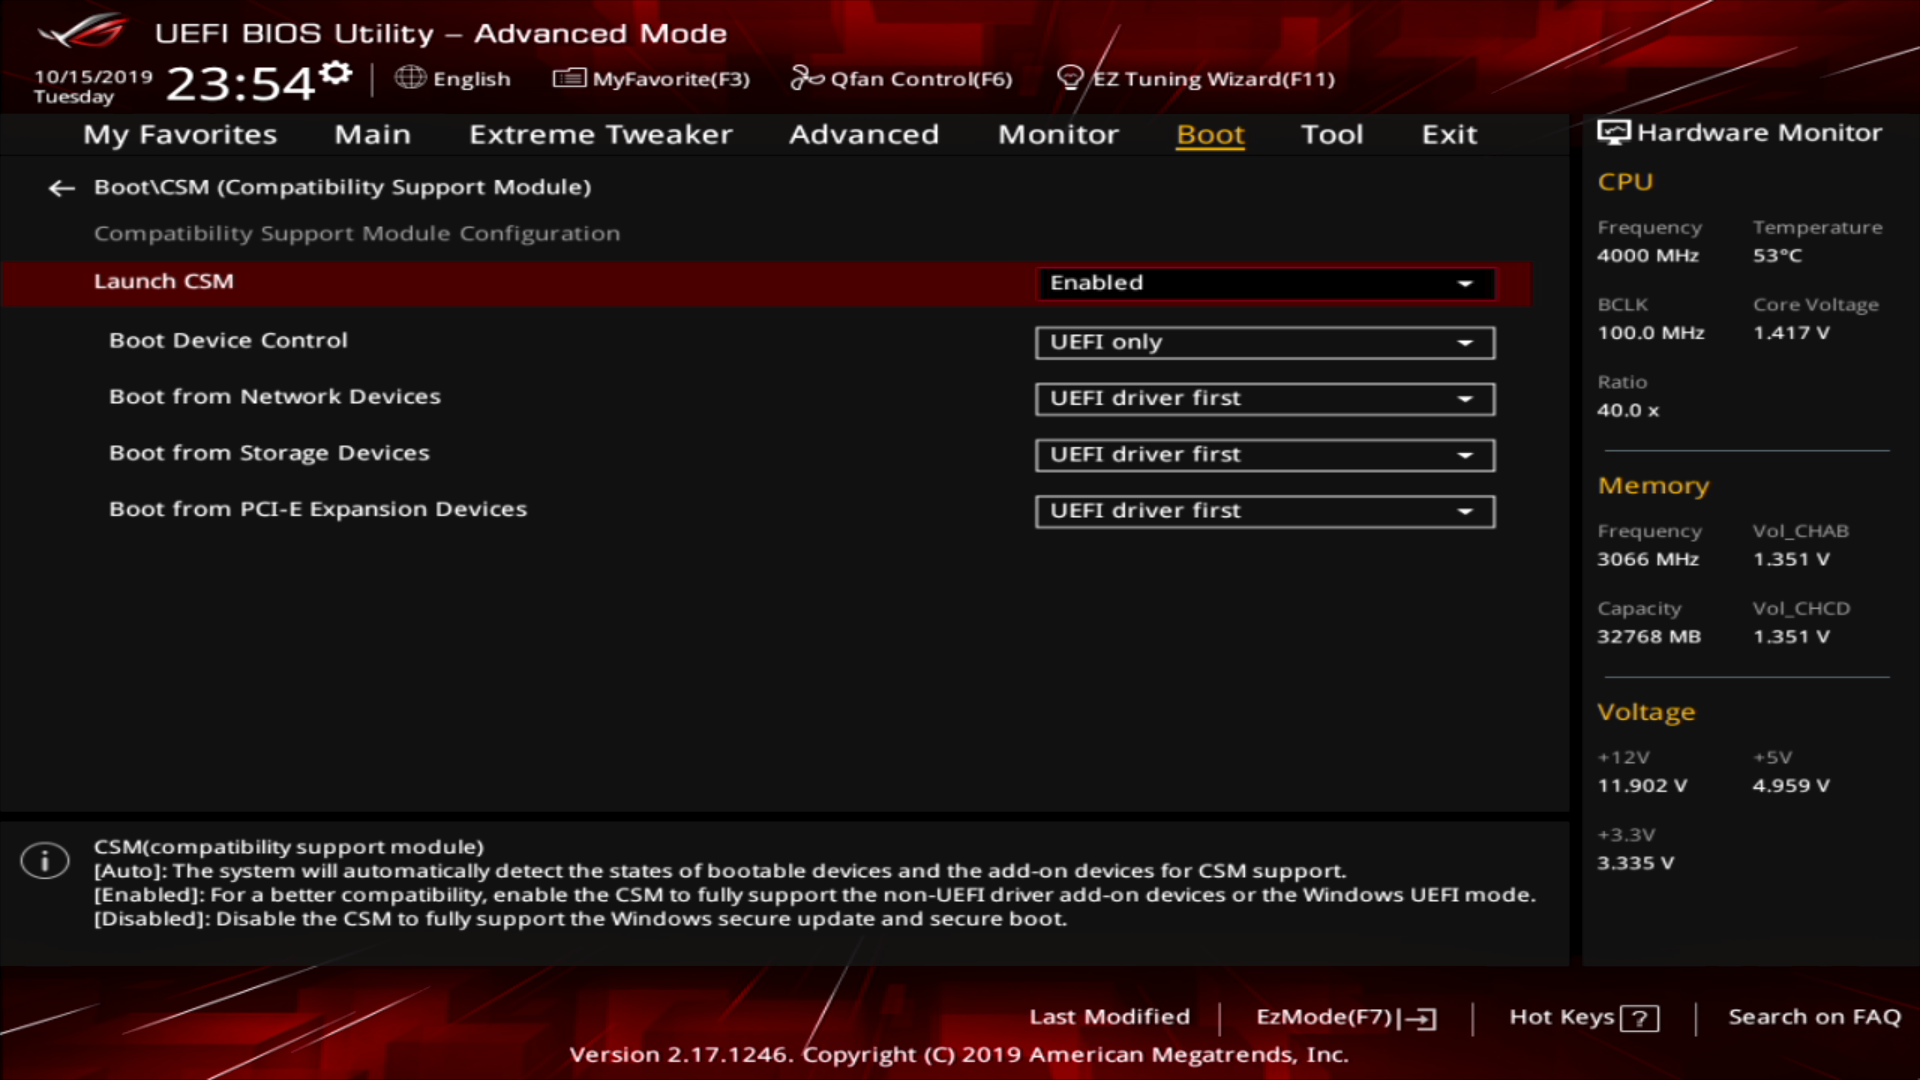 UEFI BIOS Utility – Advanced Mode
10/15/2019
Tuesday
23:54
English
MyFavorite(F3)
Qfan Control(F6)
EZ Tuning Wizard(F11)
My Favorites
Main
Extreme Tweaker
Advanced
Monitor
Boot
Tool
Exit
Boot\CSM (Compatibility Support Module)
Compatibility Support Module Configuration
Launch CSM Enabled
Boot Device Control UEFI only
Boot from Network Devices UEFI driver first
Boot from Storage Devices UEFI driver first
Boot from PCI-E Expansion Devices UEFI driver first
CSM(compatibility support module)
[Auto]: The system will automatically detect the states of bootable devices and the add-on devices for CSM support.
[Enabled]: For a better compatibility, enable the CSM to fully support the non-UEFI driver add-on devices or the Windows UEFI mode.
[Disabled]: Disable the CSM to fully support the Windows secure update and secure boot.
Hardware Monitor
CPU
Frequency Temperature
4000 MHz 53°C
BCLK Core Voltage
100.0 MHz 1.417 V
Ratio
40.0 x
Memory
Frequency Vol_CHAB
3066 MHz 1.351 V
Capacity Vol_CHCD
32768 MB 1.351 V
Voltage
+12V +5V
11.902 V 4.959 V
+3.3V
3.335 V
Last Modified
EzMode(F7)
Hot Keys ?
Search on FAQ
Version 2.17.1246. Copyright (C) 2019 American Megatrends, Inc.